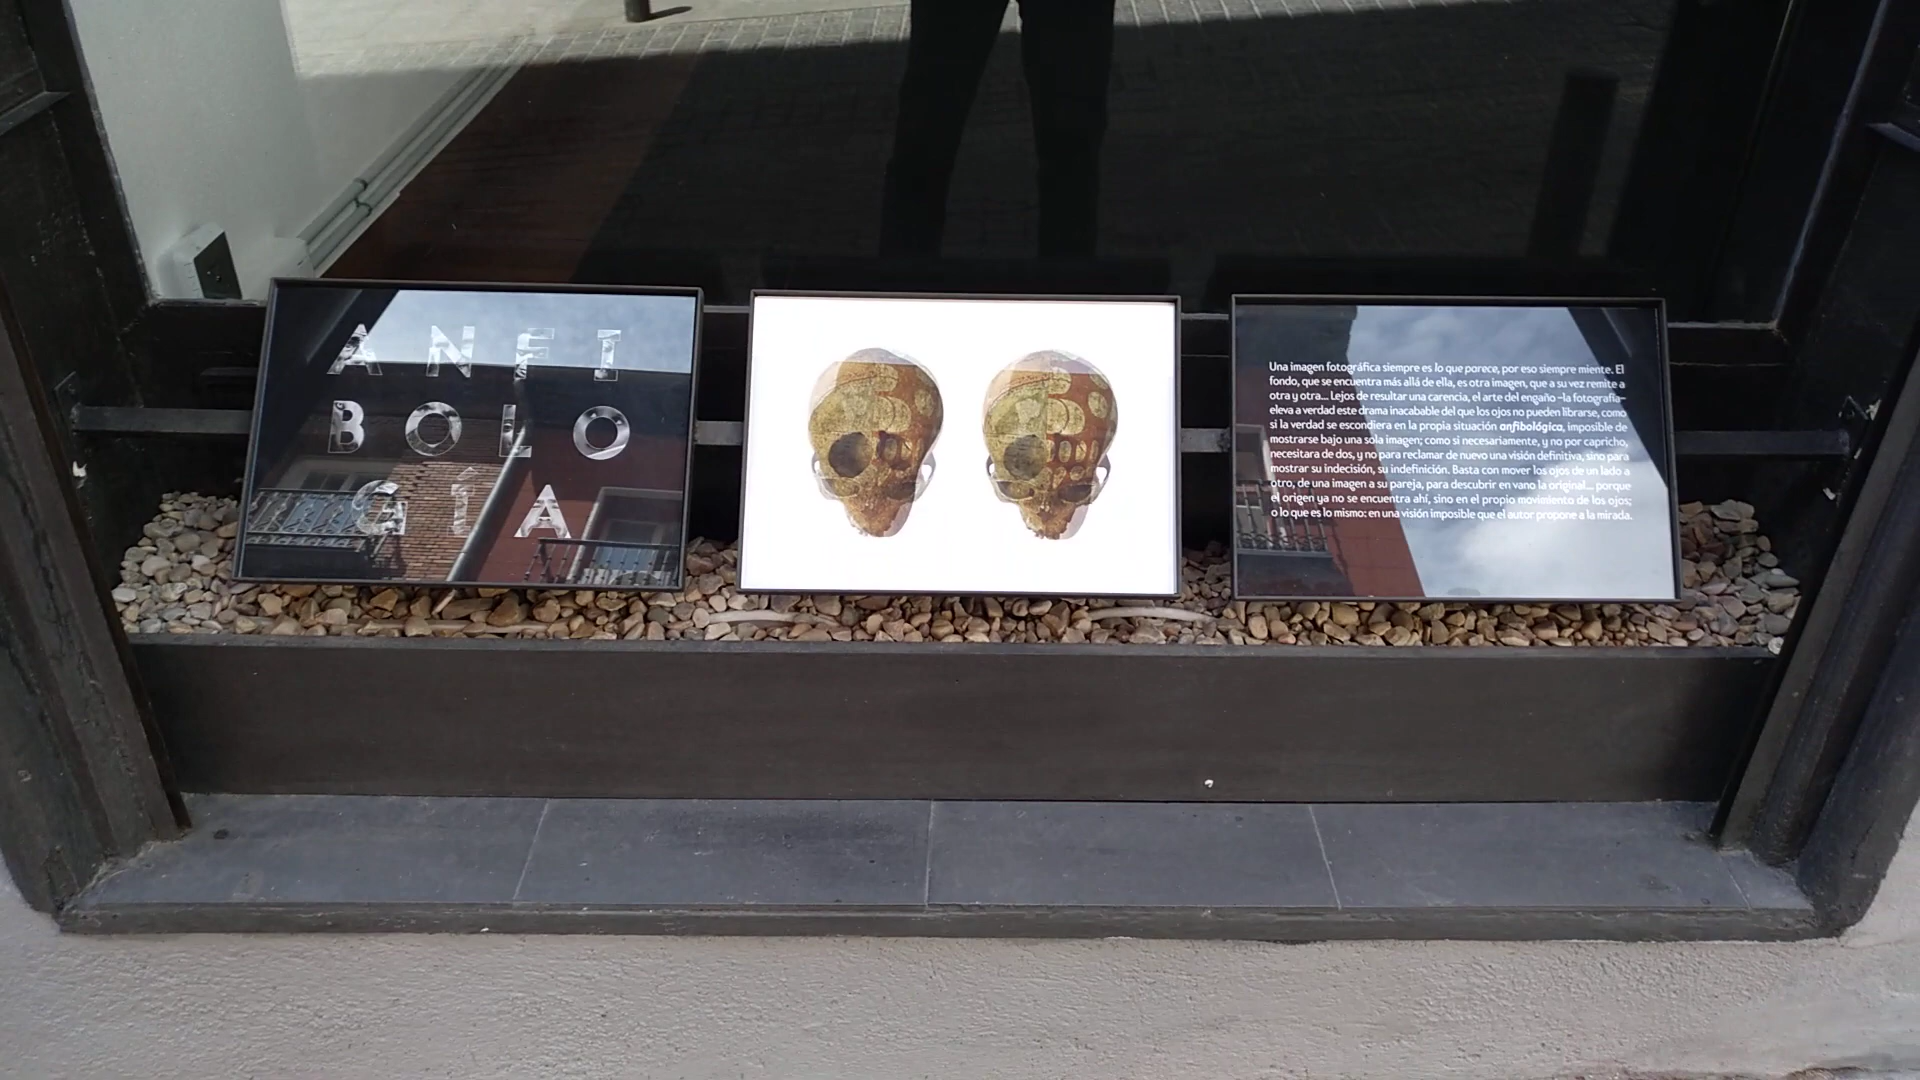 ANFI
BOLO
GÍA
Una imagen fotográfica siempre es lo que parece, por eso siempre miente. El
fondo, que se encuentra más allá de ella, es otra imagen, que a su vez remite a
otra y otra... Lejos de resultar una carencia, el arte del engaño –la fotografía–
eleva a verdad este drama inacabable del que los ojos no pueden librarse, como
si la verdad se escondiera en la propia situación anfibológica, imposible de
mostrarse bajo una sola imagen; como si necesariamente, y no por capricho,
necesitara de dos, y no para reclamar de nuevo una visión definitiva, sino para
mostrar su indecisión, su indefinición. Basta con mover los ojos de un lado a
otro, de una imagen a su pareja, para descubrir en vano la original... porque
el origen ya no se encuentra ahí, sino en el propio movimiento de los ojos;
o lo que es lo mismo: en una visión imposible que el autor propone a la mirada.